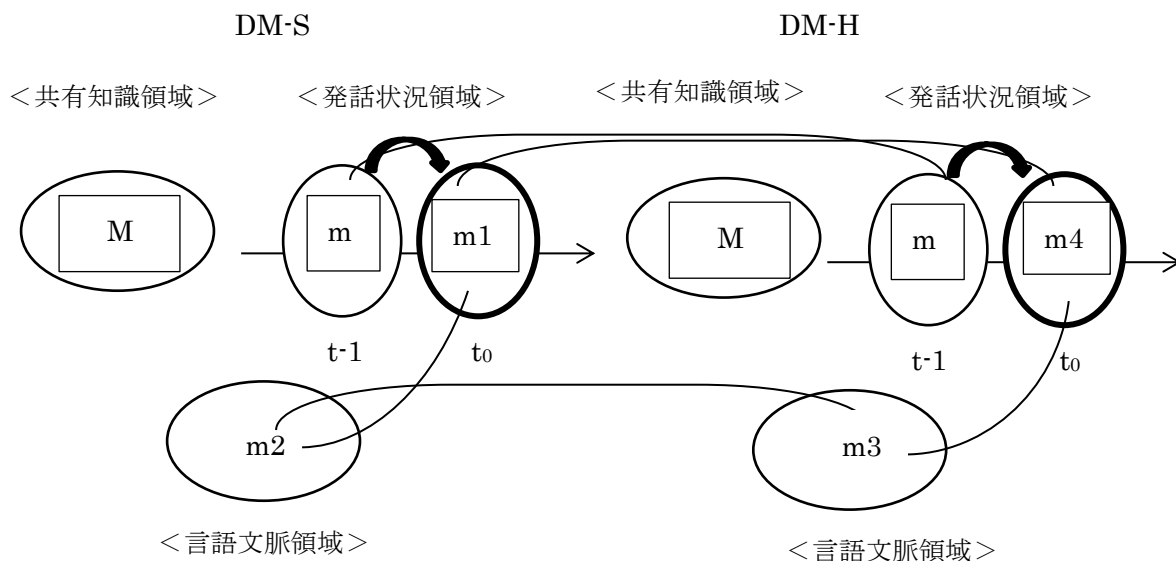 DM-S DM-H
＜共有知識領域＞ ＜発話状況領域＞ ＜共有知識領域＞ ＜発話状況領域＞
M m m1 M m m4
t-1 t0 t-1 t0
m2 m3
＜言語文脈領域＞ ＜言語文脈領域＞